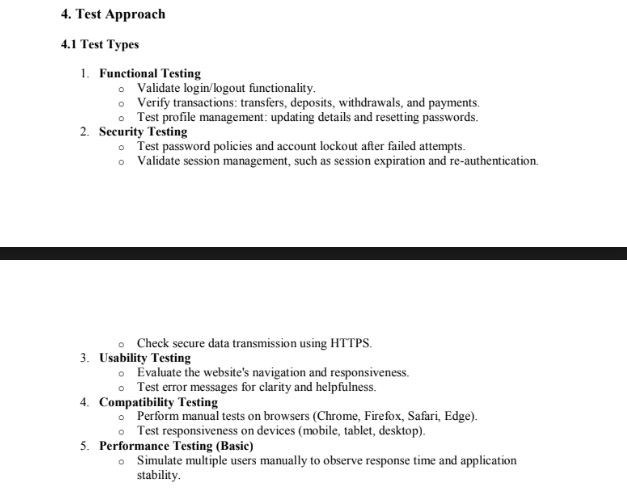 4. Test Approach
4.1 Test Types
1. Functional Testing
o Validate login/logout functionality.
o Verify transactions: transfers, deposits, withdrawals, and payments.
o Test profile management: updating details and resetting passwords.
2. Security Testing
o Test password policies and account lockout after failed attempts.
o Validate session management, such as session expiration and re-authentication.
o Check secure data transmission using HTTPS.
3. Usability Testing
o Evaluate the website's navigation and responsiveness.
o Test error messages for clarity and helpfulness.
4. Compatibility Testing
o Perform manual tests on browsers (Chrome, Firefox, Safari, Edge).
o Test responsiveness on devices (mobile, tablet, desktop).
5. Performance Testing (Basic)
o Simulate multiple users manually to observe response time and application
stability.